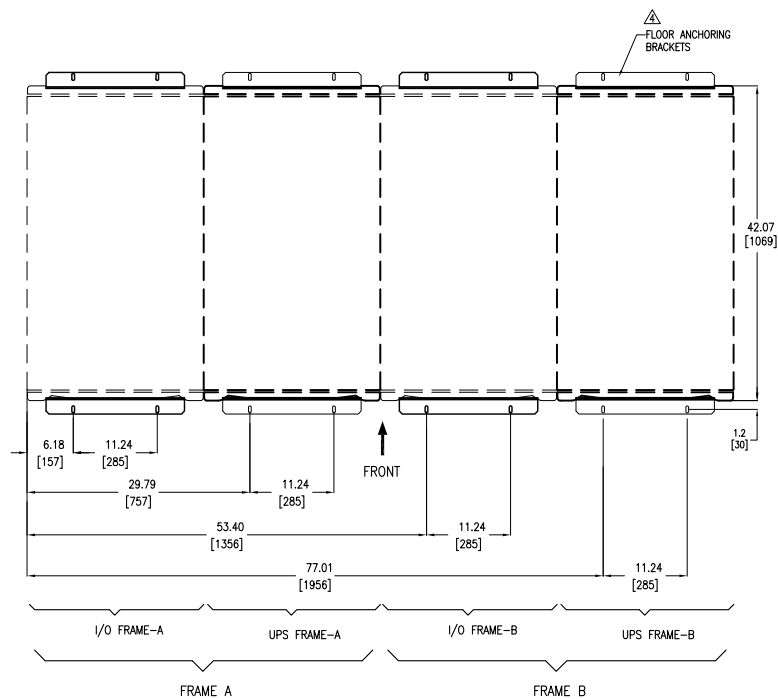 4
FLOOR ANCHORING
BRACKETS
42.07
[1069]
1.2
[30]
6.18
[157]
11.24
[285]
FRONT
29.79
[757]
11.24
[285]
53.40
[1356]
11.24
[285]
77.01
[1956]
11.24
[285]
I/O FRAME-A
UPS FRAME-A
I/O FRAME-B
UPS FRAME-B
FRAME A
FRAME B